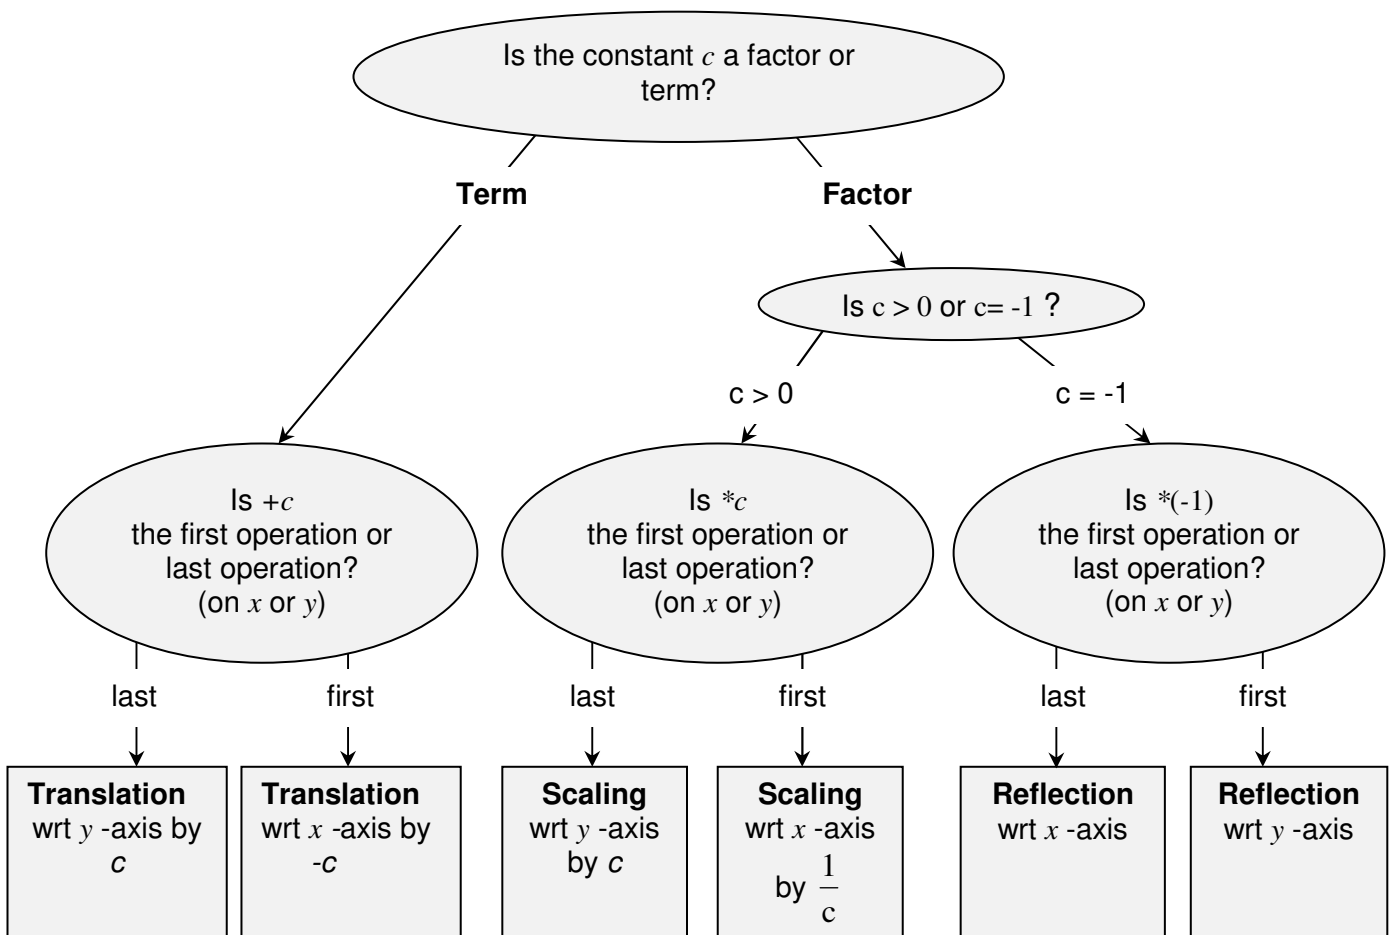 Is the constant c a factor or
term?
Term
Factor
Is c > 0 or c= -1 ?
c > 0
c = -1
Is +c
the first operation or
last operation?
(on x or y)
Is *c
the first operation or
last operation?
(on x or y)
Is *(-1)
the first operation or
last operation?
(on x or y)
last
first
last
first
last
first
Translation
wrt y -axis by
c
Translation
wrt x -axis by
-c
Scaling
wrt y -axis
by c
Scaling
wrt x -axis
by 1/c
Reflection
wrt x -axis
Reflection
wrt y -axis